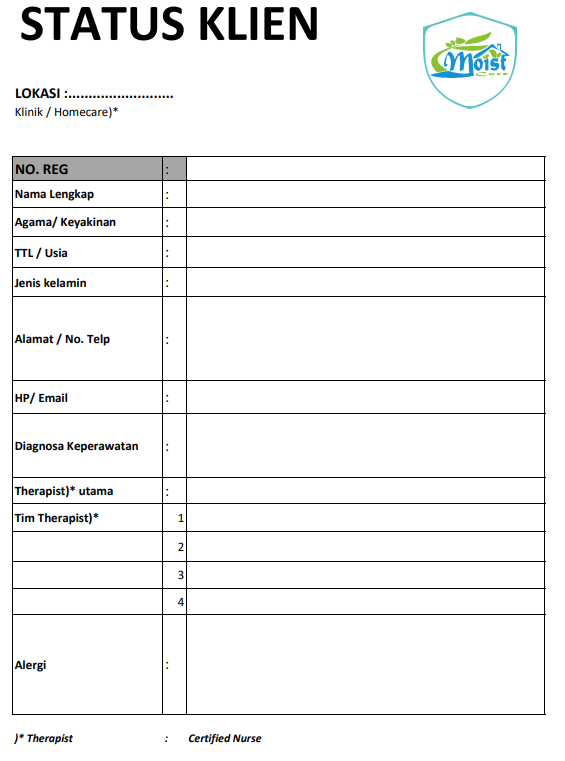 STATUS KLIEN
Moist
Care
LOKASI :..........................
Klinik / Homecare)*
NO. REG :
Nama Lengkap :
Agama/ Keyakinan :
TTL / Usia :
Jenis kelamin :
Alamat / No. Telp :
HP/ Email :
Diagnosa Keperawatan :
Therapist)* utama :
Tim Therapist)* 1
2
3
4
Alergi :
)* Therapist : Certified Nurse